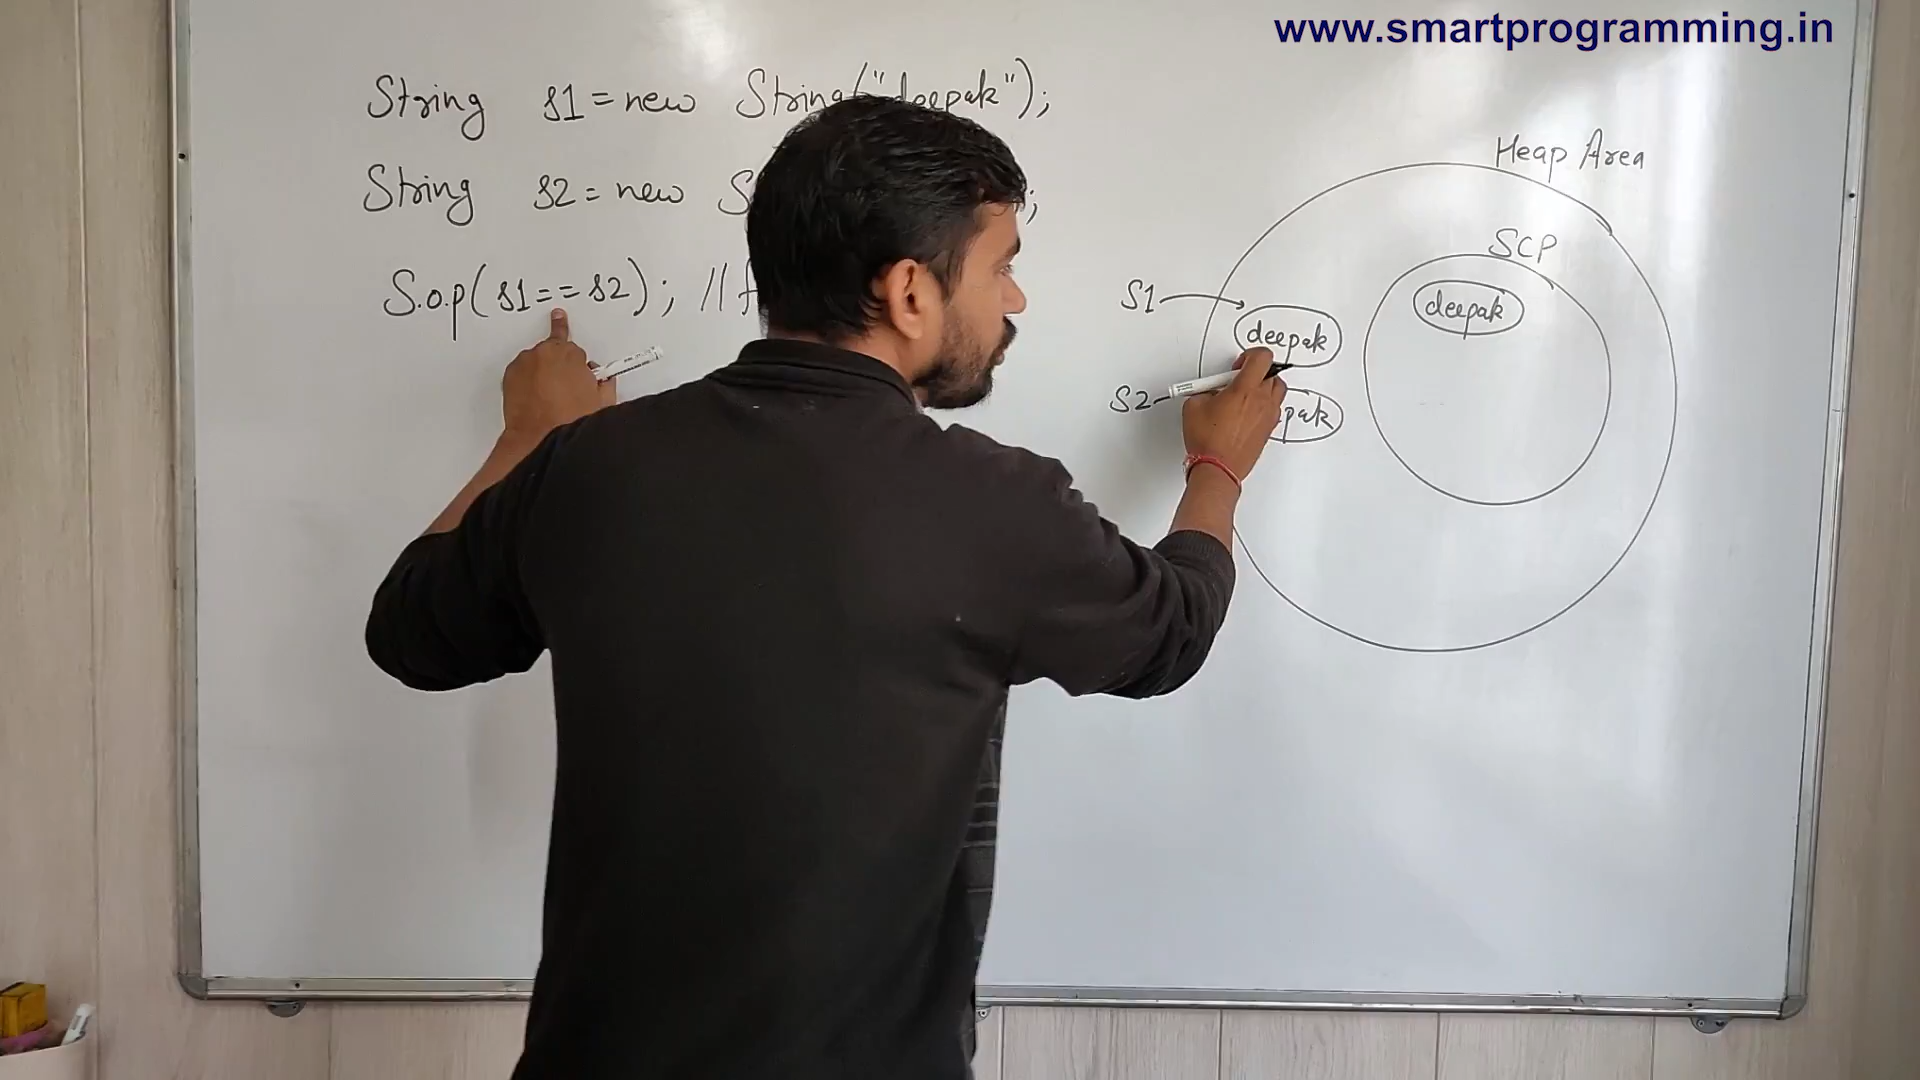 www.smartprogramming.in
String s1 = new String("deepak");
String s2 = new
;
S.o.p(s1 == s2); //
Heap Area
SCP
deepak
S1
deepak
S2
pak